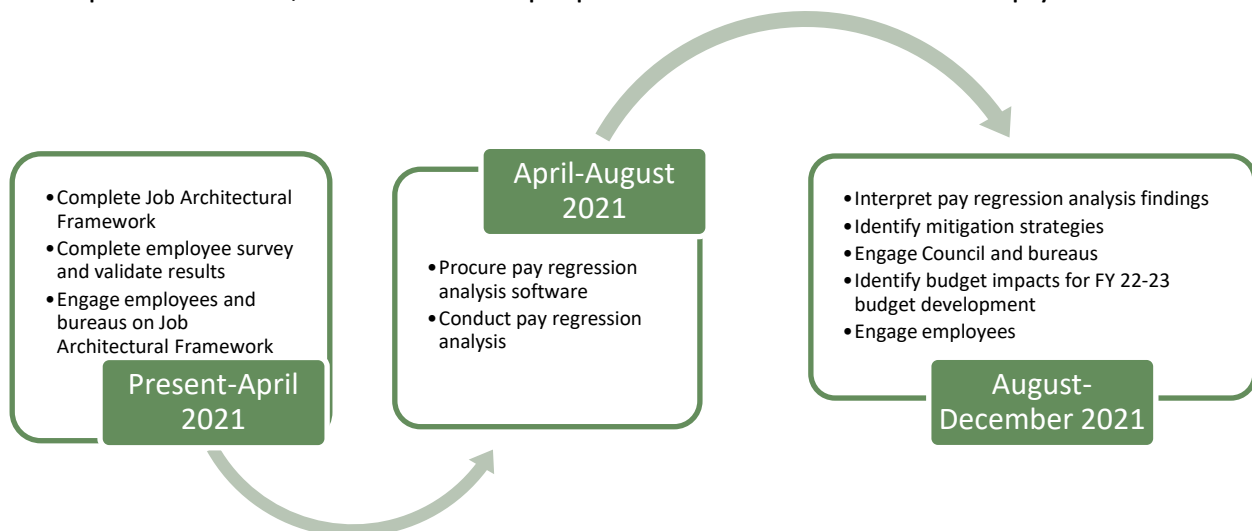 •Complete Job Architectural
Framework
•Complete employee survey
and validate results
•Engage employees and
bureaus on Job
Architectural Framework
Present-April
2021
April-August
2021
•Procure pay regression
analysis software
•Conduct pay regression
analysis
•Interpret pay regression analysis findings
•Identify mitigation strategies
•Engage Council and bureaus
•Identify budget impacts for FY 22-23
budget development
•Engage employees
August-
December 2021